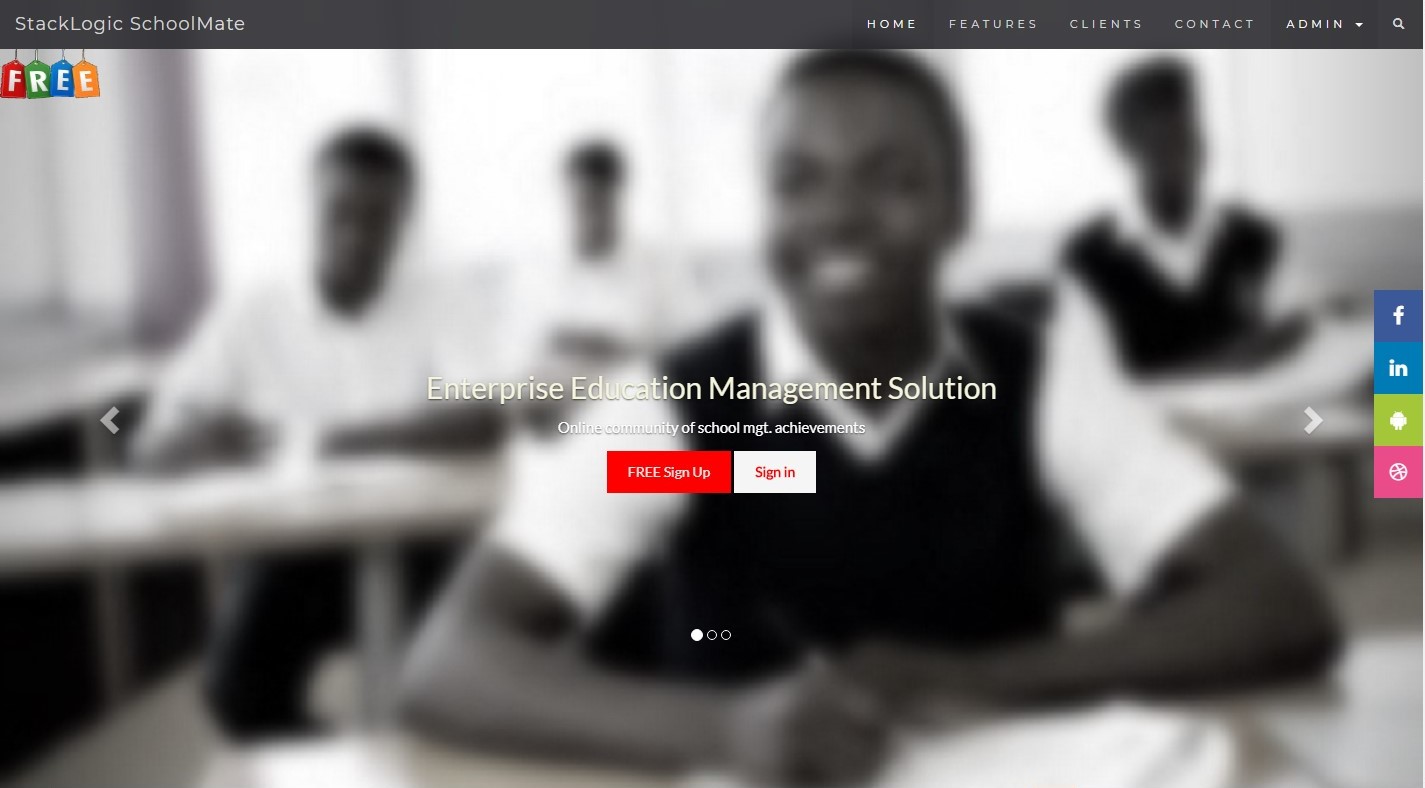 StackLogic SchoolMate
HOME FEATURES CLIENTS CONTACT ADMIN
FREE
Enterprise Education Management Solution
Online community of school mgt. achievements
FREE Sign Up Sign in
f
in